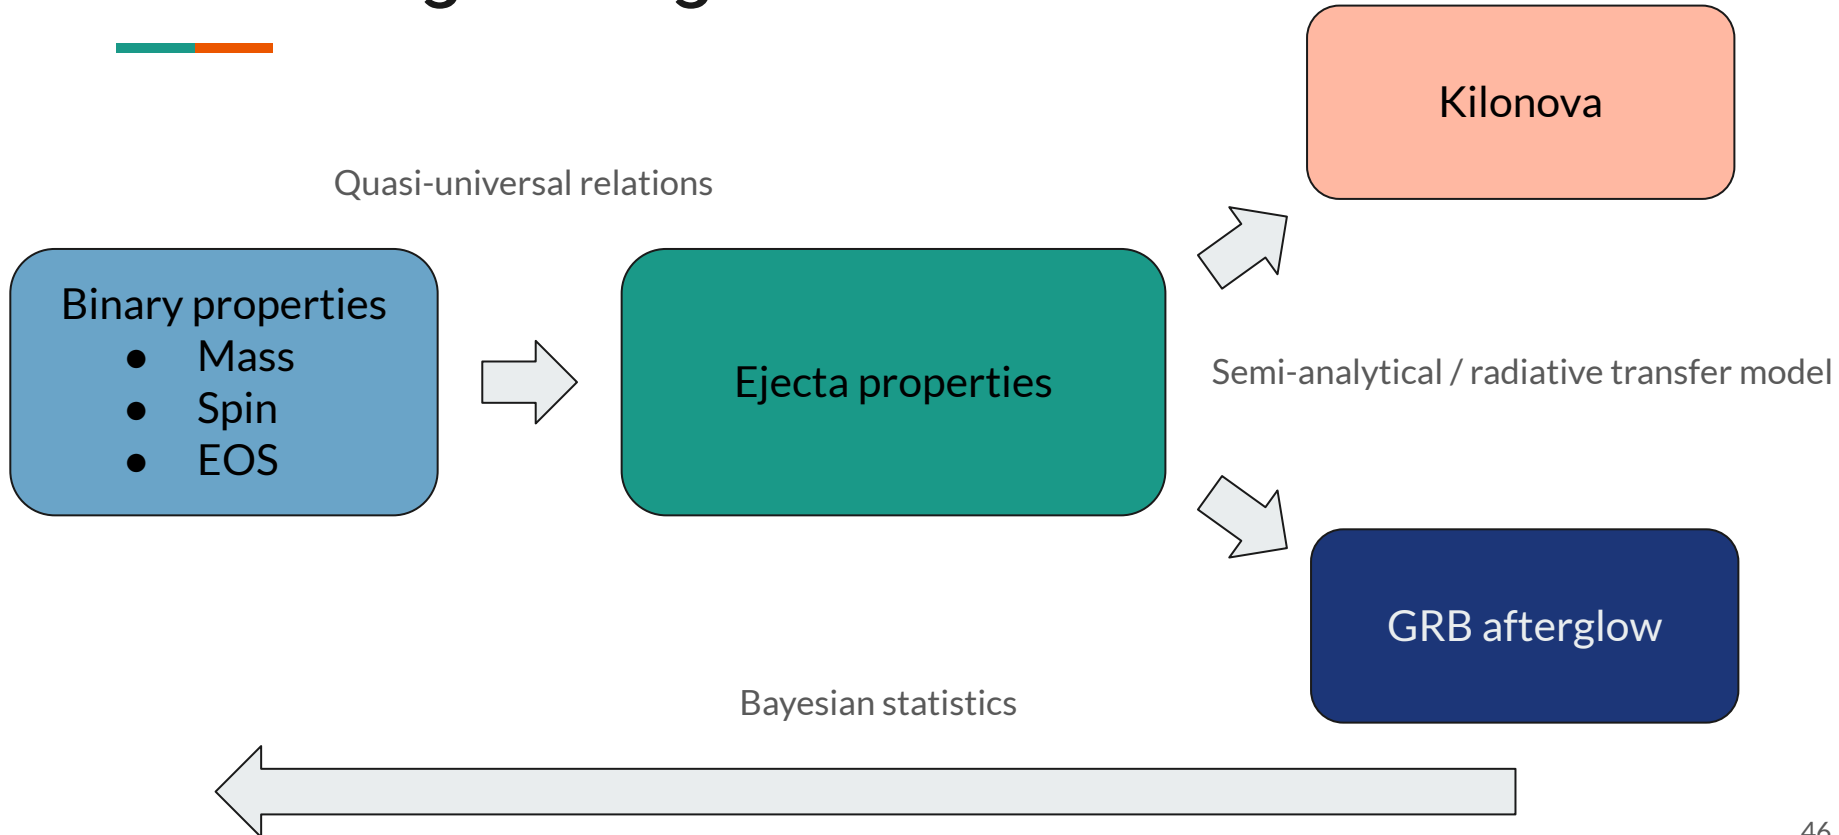 Kilonova
Quasi-universal relations
Binary properties
● Mass
● Spin
● EOS
Ejecta properties
Semi-analytical / radiative transfer model
GRB afterglow
Bayesian statistics
46